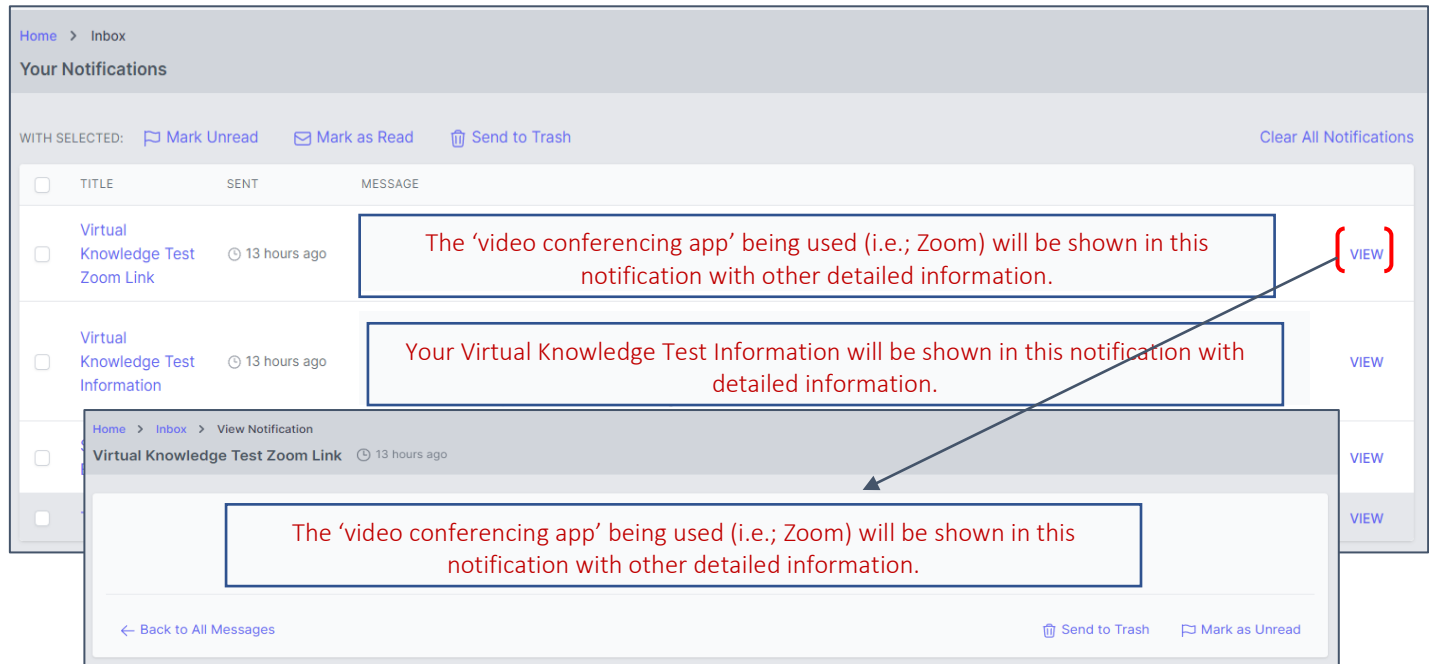 Home > Inbox
Your Notifications
WITH SELECTED: Mark Unread Mark as Read Send to Trash Clear All Notifications
TITLE SENT MESSAGE
Virtual
Knowledge Test
Zoom Link
13 hours ago
The ‘video conferencing app’ being used (i.e.; Zoom) will be shown in this
notification with other detailed information.
VIEW
Virtual
Knowledge Test
Information
13 hours ago
Your Virtual Knowledge Test Information will be shown in this notification with
detailed information.
VIEW
VIEW
VIEW
Home > Inbox > View Notification
Virtual Knowledge Test Zoom Link 13 hours ago
The ‘video conferencing app’ being used (i.e.; Zoom) will be shown in this
notification with other detailed information.
← Back to All Messages Send to Trash Mark as Unread